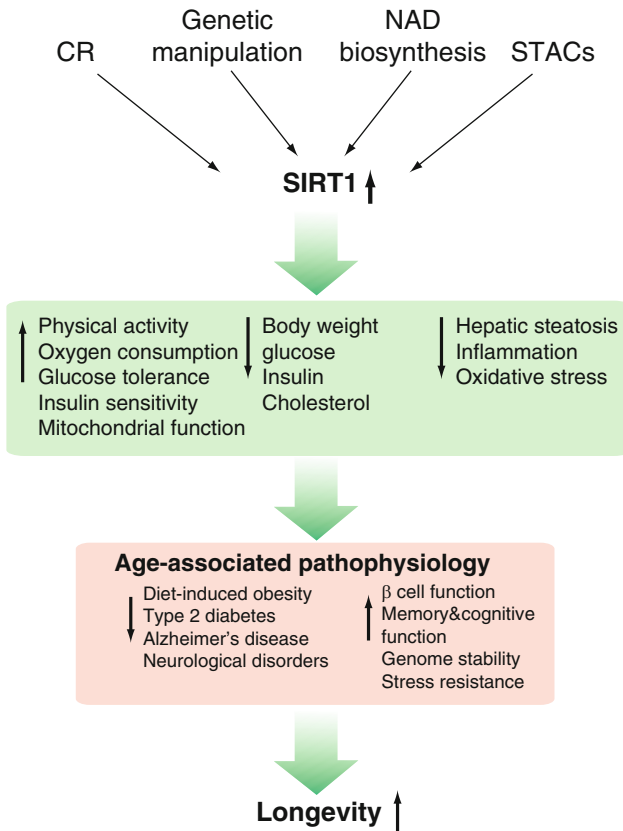 CR
Genetic
manipulation
NAD
biosynthesis
STACs
SIRT1
Physical activity
Oxygen consumption
Glucose tolerance
Insulin sensitivity
Mitochondrial function
Body weight
glucose
Insulin
Cholesterol
Hepatic steatosis
Inflammation
Oxidative stress
Age-associated pathophysiology
Diet-induced obesity
Type 2 diabetes
Alzheimer's disease
Neurological disorders
β cell function
Memory&cognitive
function
Genome stability
Stress resistance
Longevity